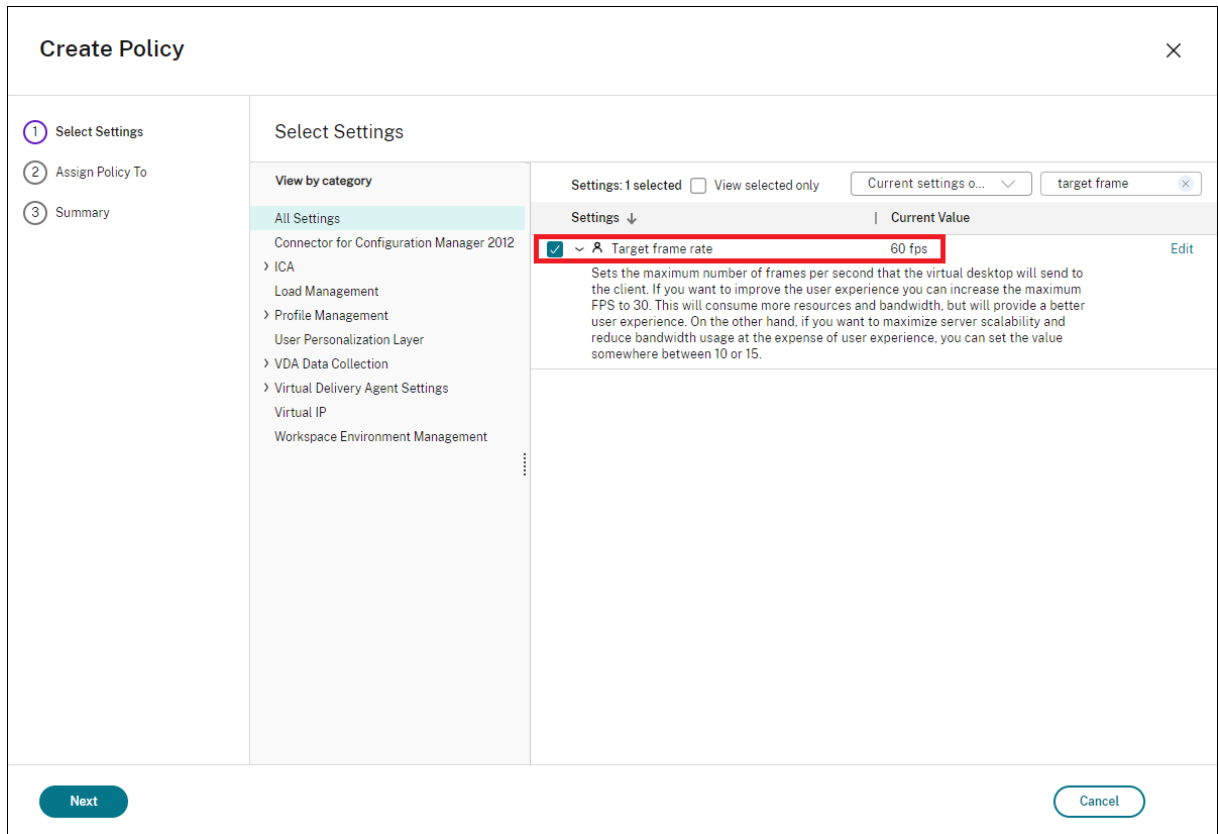 Create Policy
1 Select Settings
2 Assign Policy To
3 Summary
Select Settings
View by category
All Settings
Connector for Configuration Manager 2012
ICA
Load Management
Profile Management
User Personalization Layer
VDA Data Collection
Virtual Delivery Agent Settings
Virtual IP
Workspace Environment Management
Settings: 1 selected View selected only Current settings o... target frame
Settings ↓ | Current Value
Target frame rate 60 fps Edit
Sets the maximum number of frames per second that the virtual desktop will send to
the client. If you want to improve the user experience you can increase the maximum
FPS to 30. This will consume more resources and bandwidth, but will provide a better
user experience. On the other hand, if you want to maximize server scalability and
reduce bandwidth usage at the expense of user experience, you can set the value
somewhere between 10 or 15.
Next Cancel